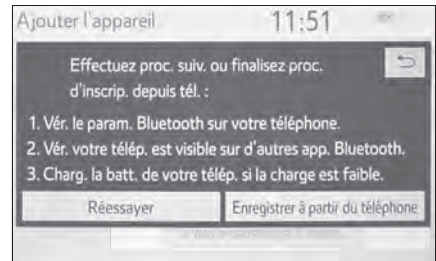 Ajouter l'appareil 11:51
Effectuez proc. suiv. ou finalisez proc.
d'inscrip. depuis tél. :
1. Vér. le param. Bluetooth sur votre téléphone.
2. Vér. votre télép. est visible sur d'autres app. Bluetooth.
3. Charg. la batt. de votre télép. si la charge est faible.
Réessayer Enregistrer à partir du téléphone